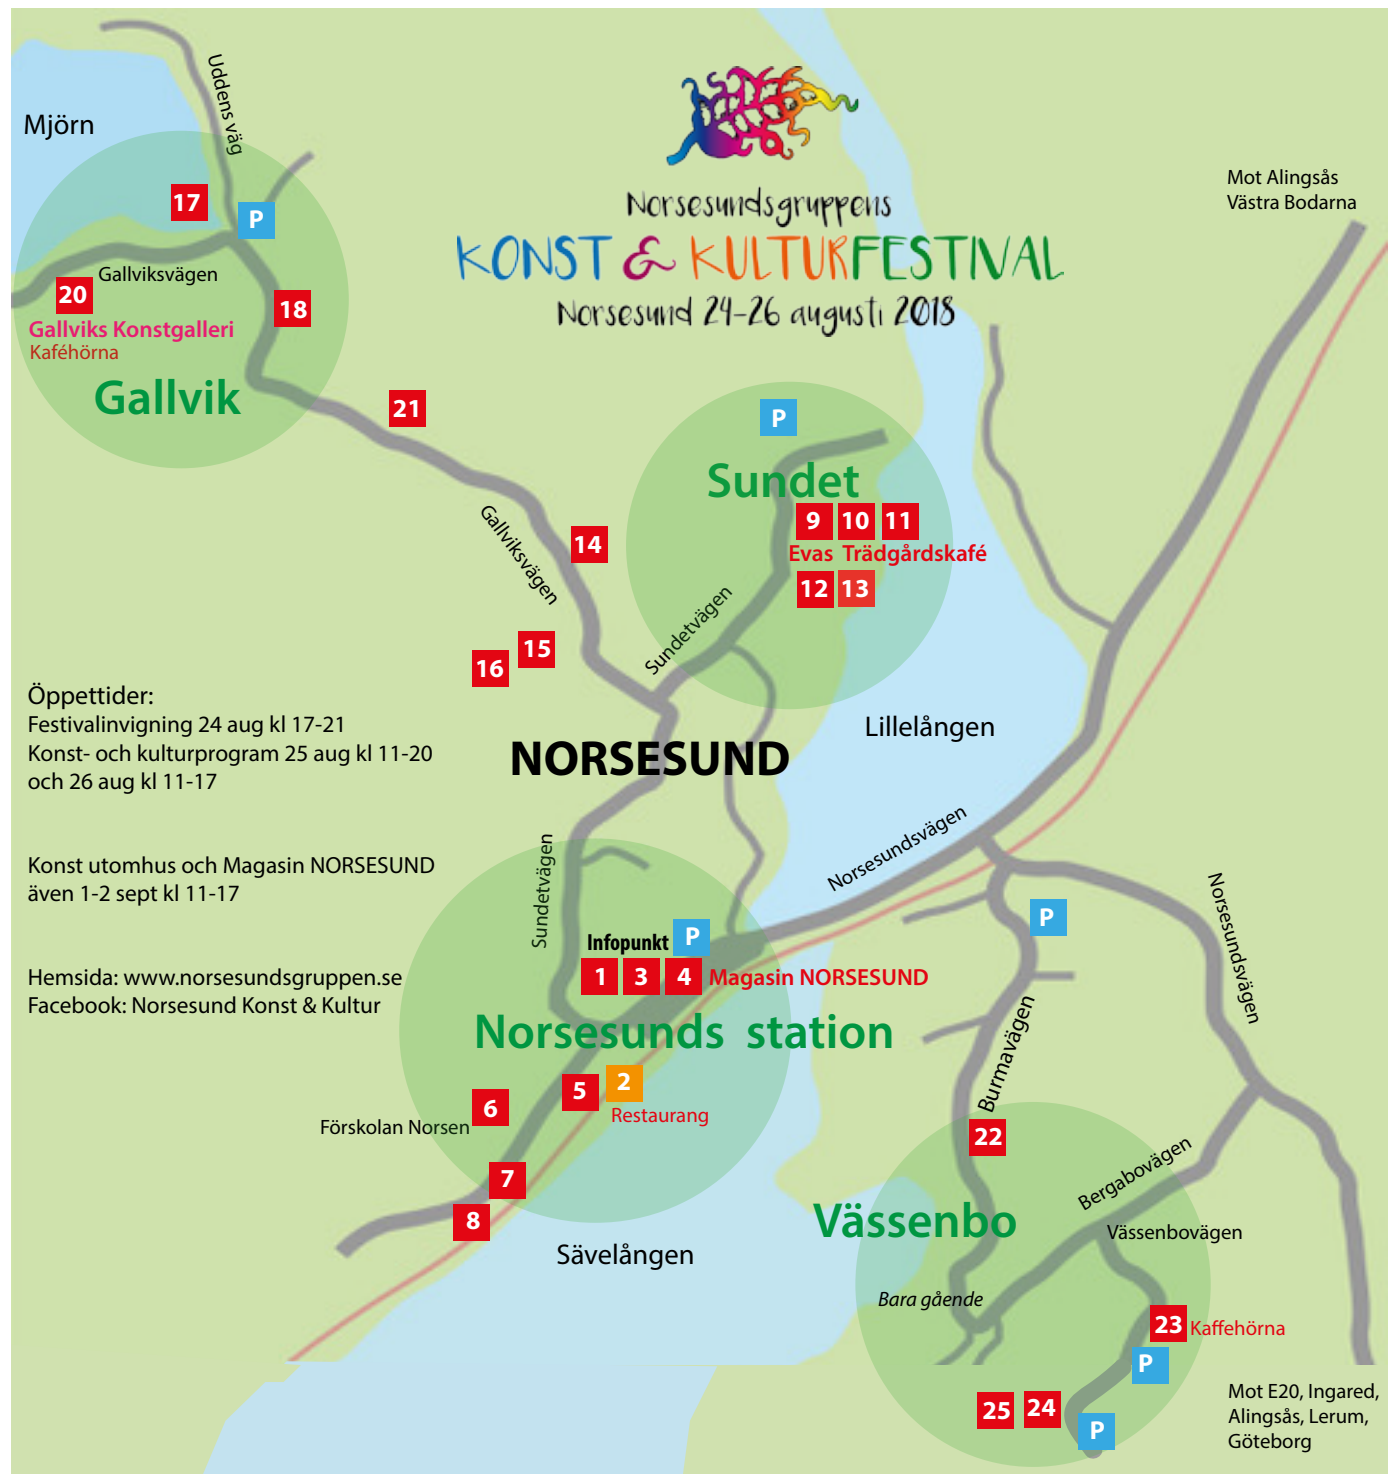 Norsesundsgruppens
KONST & KULTURFESTIVAL
Norsesund 24-26 augusti 2018
Mjörn
Uddens väg
17
P
Gallviksvägen
20
18
Gallviks Konstgalleri
Kaféhörna
Gallvik
21
Mot Alingsås
Västra Bodarna
P
Sundet
9 10 11
Evas Trädgårdskafé
12 13
Gallviksvägen
14
15
16
Sundetvägen
Öppettider:
Festivalinvigning 24 aug kl 17-21
Konst- och kulturprogram 25 aug kl 11-20
och 26 aug kl 11-17
Konst utomhus och Magasin NORSESUND
även 1-2 sept kl 11-17
Hemsida: www.norsesundsgruppen.se
Facebook: Norsesund Konst & Kultur
NORSESUND
Lillelången
Norsesundsvägen
Sundetvägen
Infopunkt P
1 3 4 Magasin NORSESUND
Norsesunds station
5 2
Restaurang
6
Förskolan Norsen
7
8
Sävelången
P
Norsesundsvägen
Burmavägen
22
Bergabovägen
Vässenbo
Vässenbovägen
Bara gående
23 Kaffehörna
P
25 24
P
Mot E20, Ingared,
Alingsås, Lerum,
Göteborg